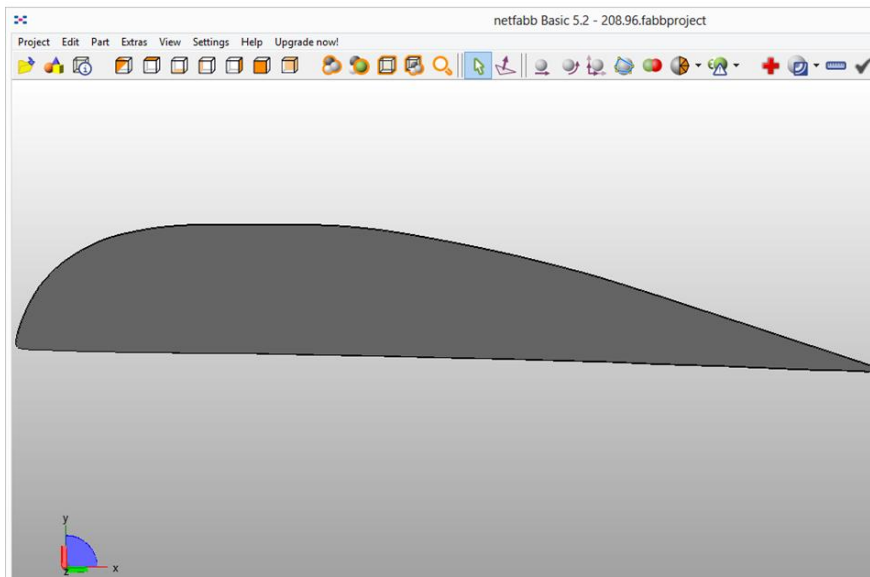 netfabb Basic 5.2 - 208.96.fabbproject
Project Edit Part Extras View Settings Help Upgrade now!
y
z x